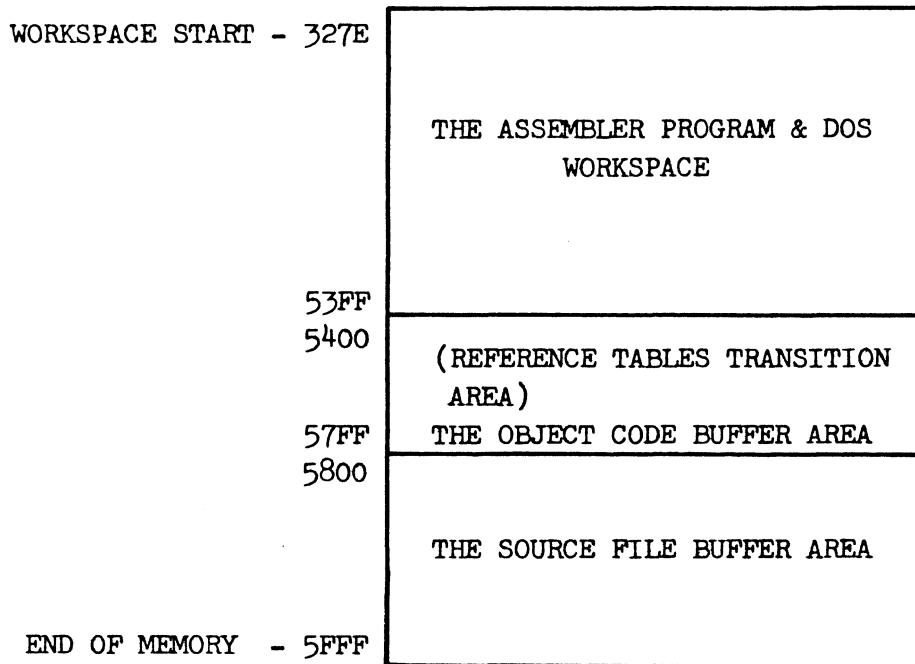 WORKSPACE START - 327E
THE ASSEMBLER PROGRAM & DOS
WORKSPACE
53FF
5400
(REFERENCE TABLES TRANSITION
AREA)
57FF THE OBJECT CODE BUFFER AREA
5800
THE SOURCE FILE BUFFER AREA
END OF MEMORY - 5FFF